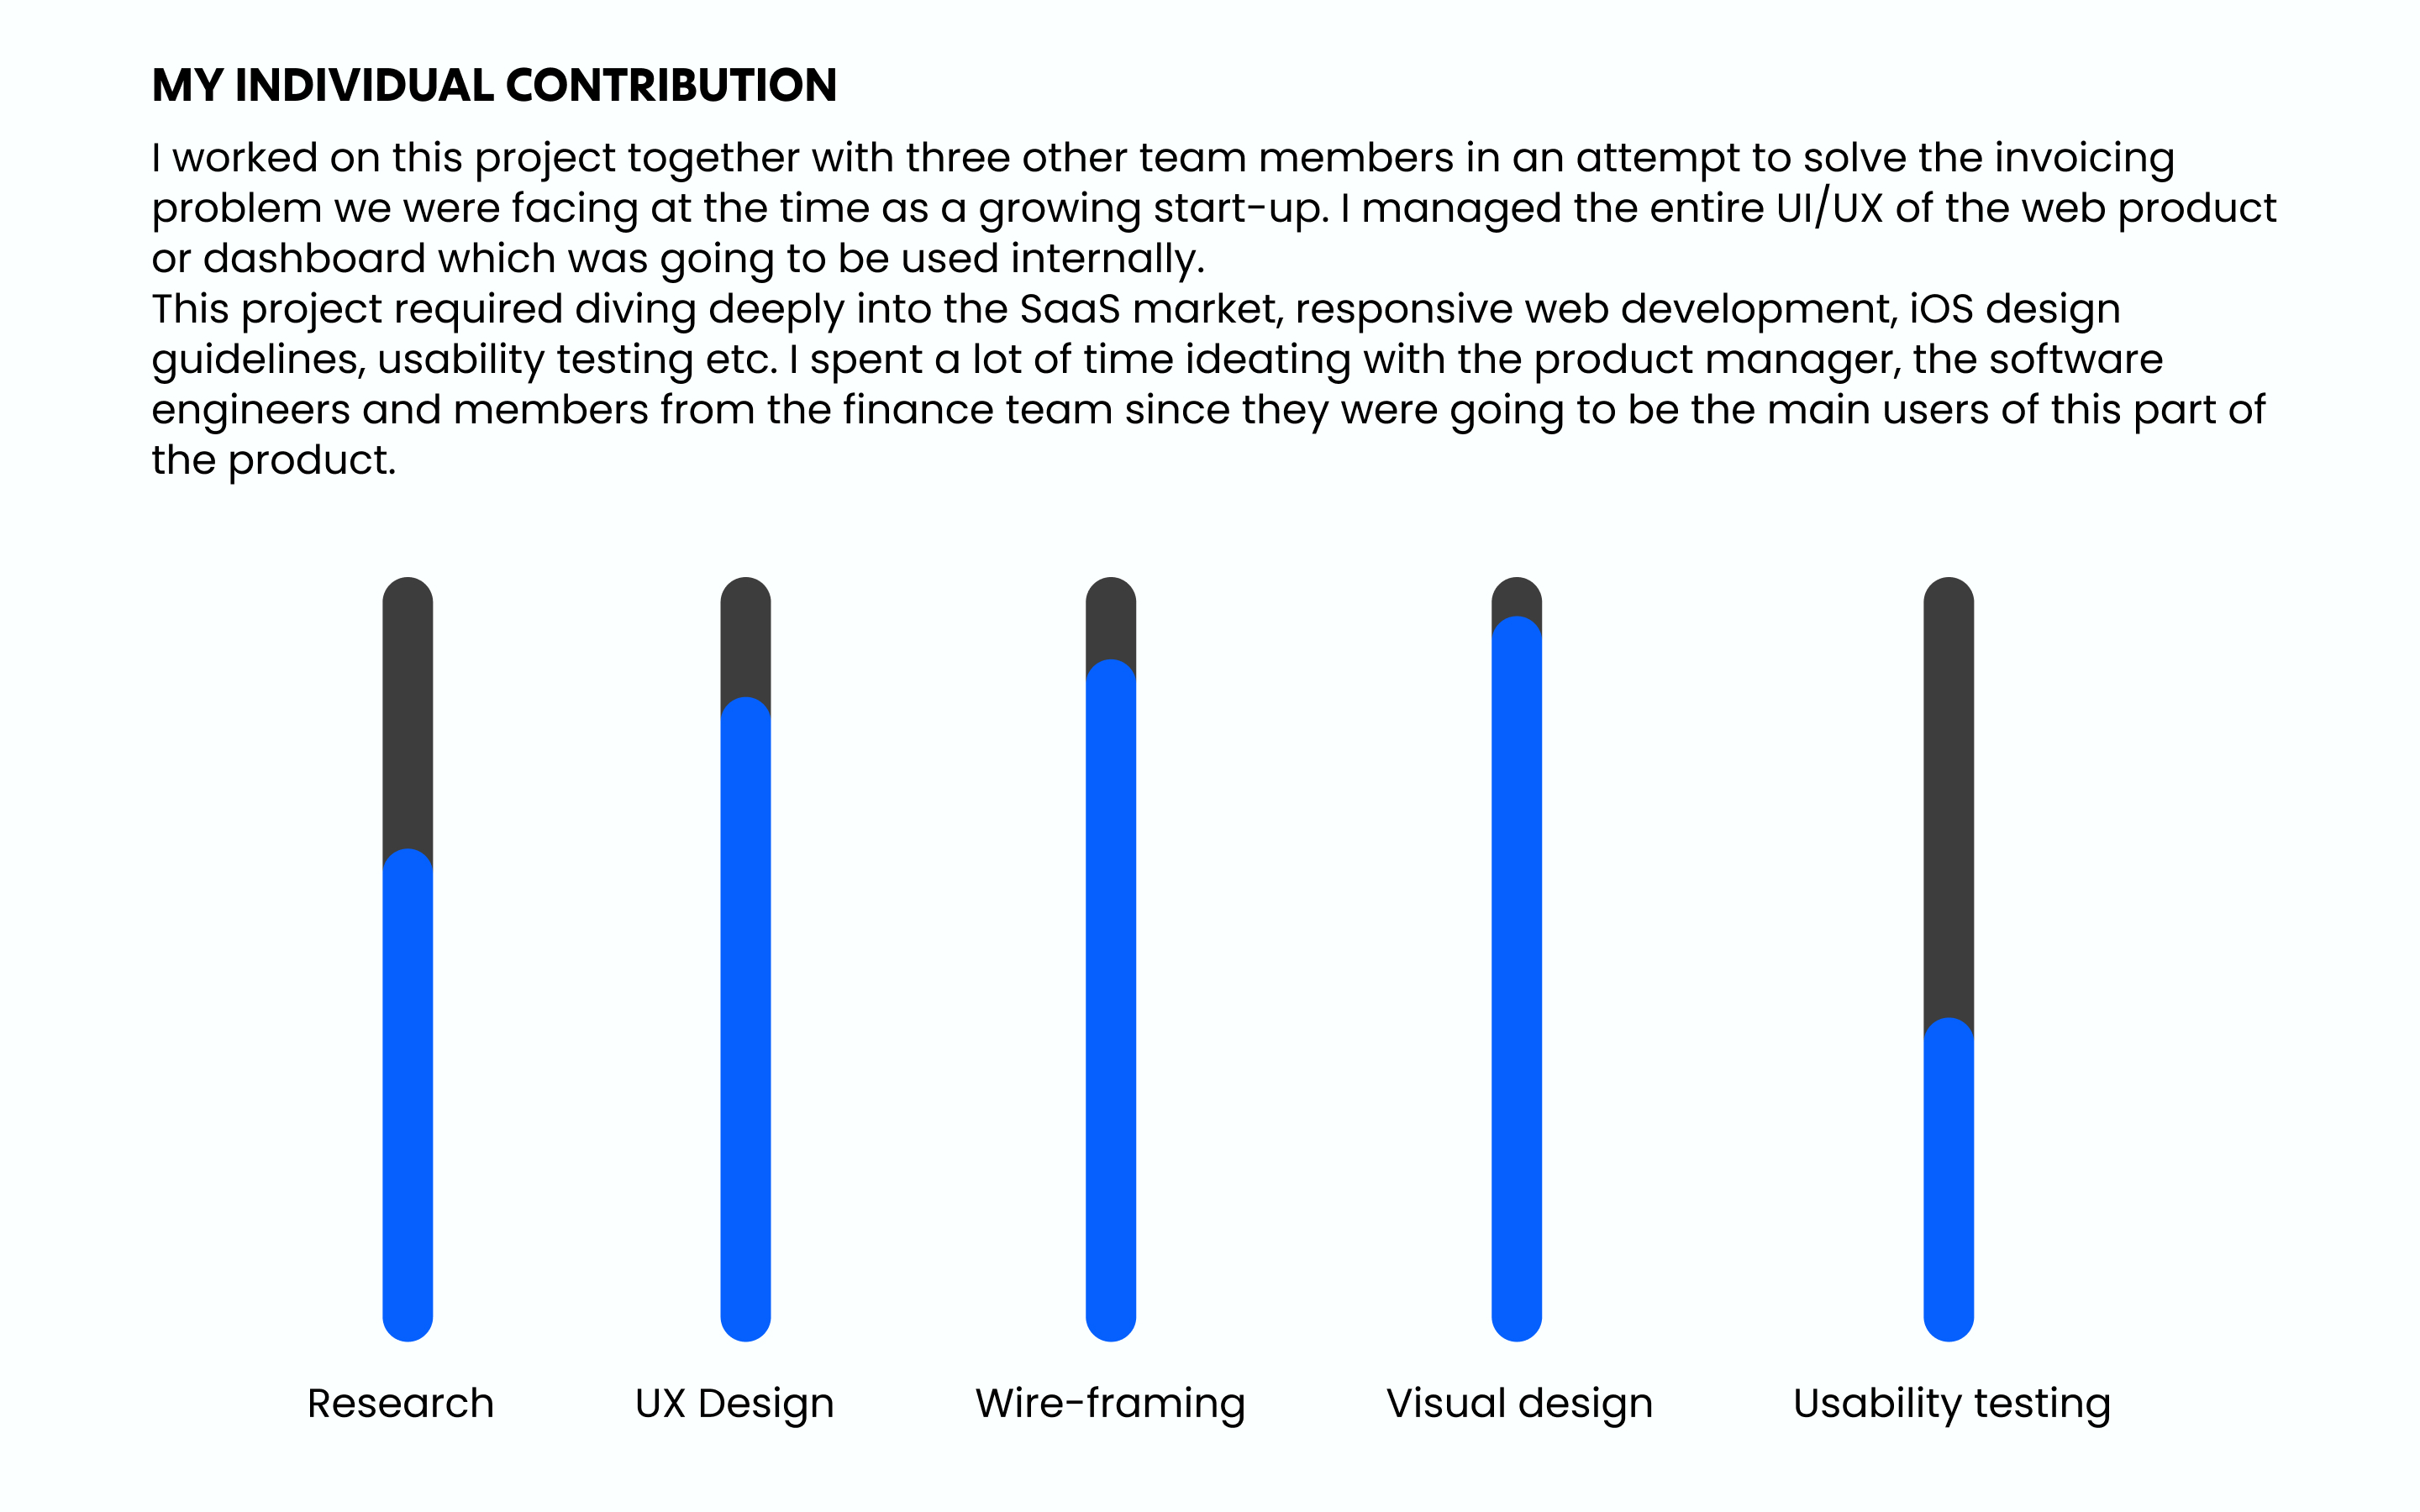 MY INDIVIDUAL CONTRIBUTION
I worked on this project together with three other team members in an attempt to solve the invoicing
problem we were facing at the time as a growing start-up. I managed the entire UI/UX of the web product
or dashboard which was going to be used internally.
This project required diving deeply into the SaaS market, responsive web development, iOS design
guidelines, usability testing etc. I spent a lot of time ideating with the product manager, the software
engineers and members from the finance team since they were going to be the main users of this part of
the product.
Research
UX Design
Wire-framing
Visual design
Usability testing